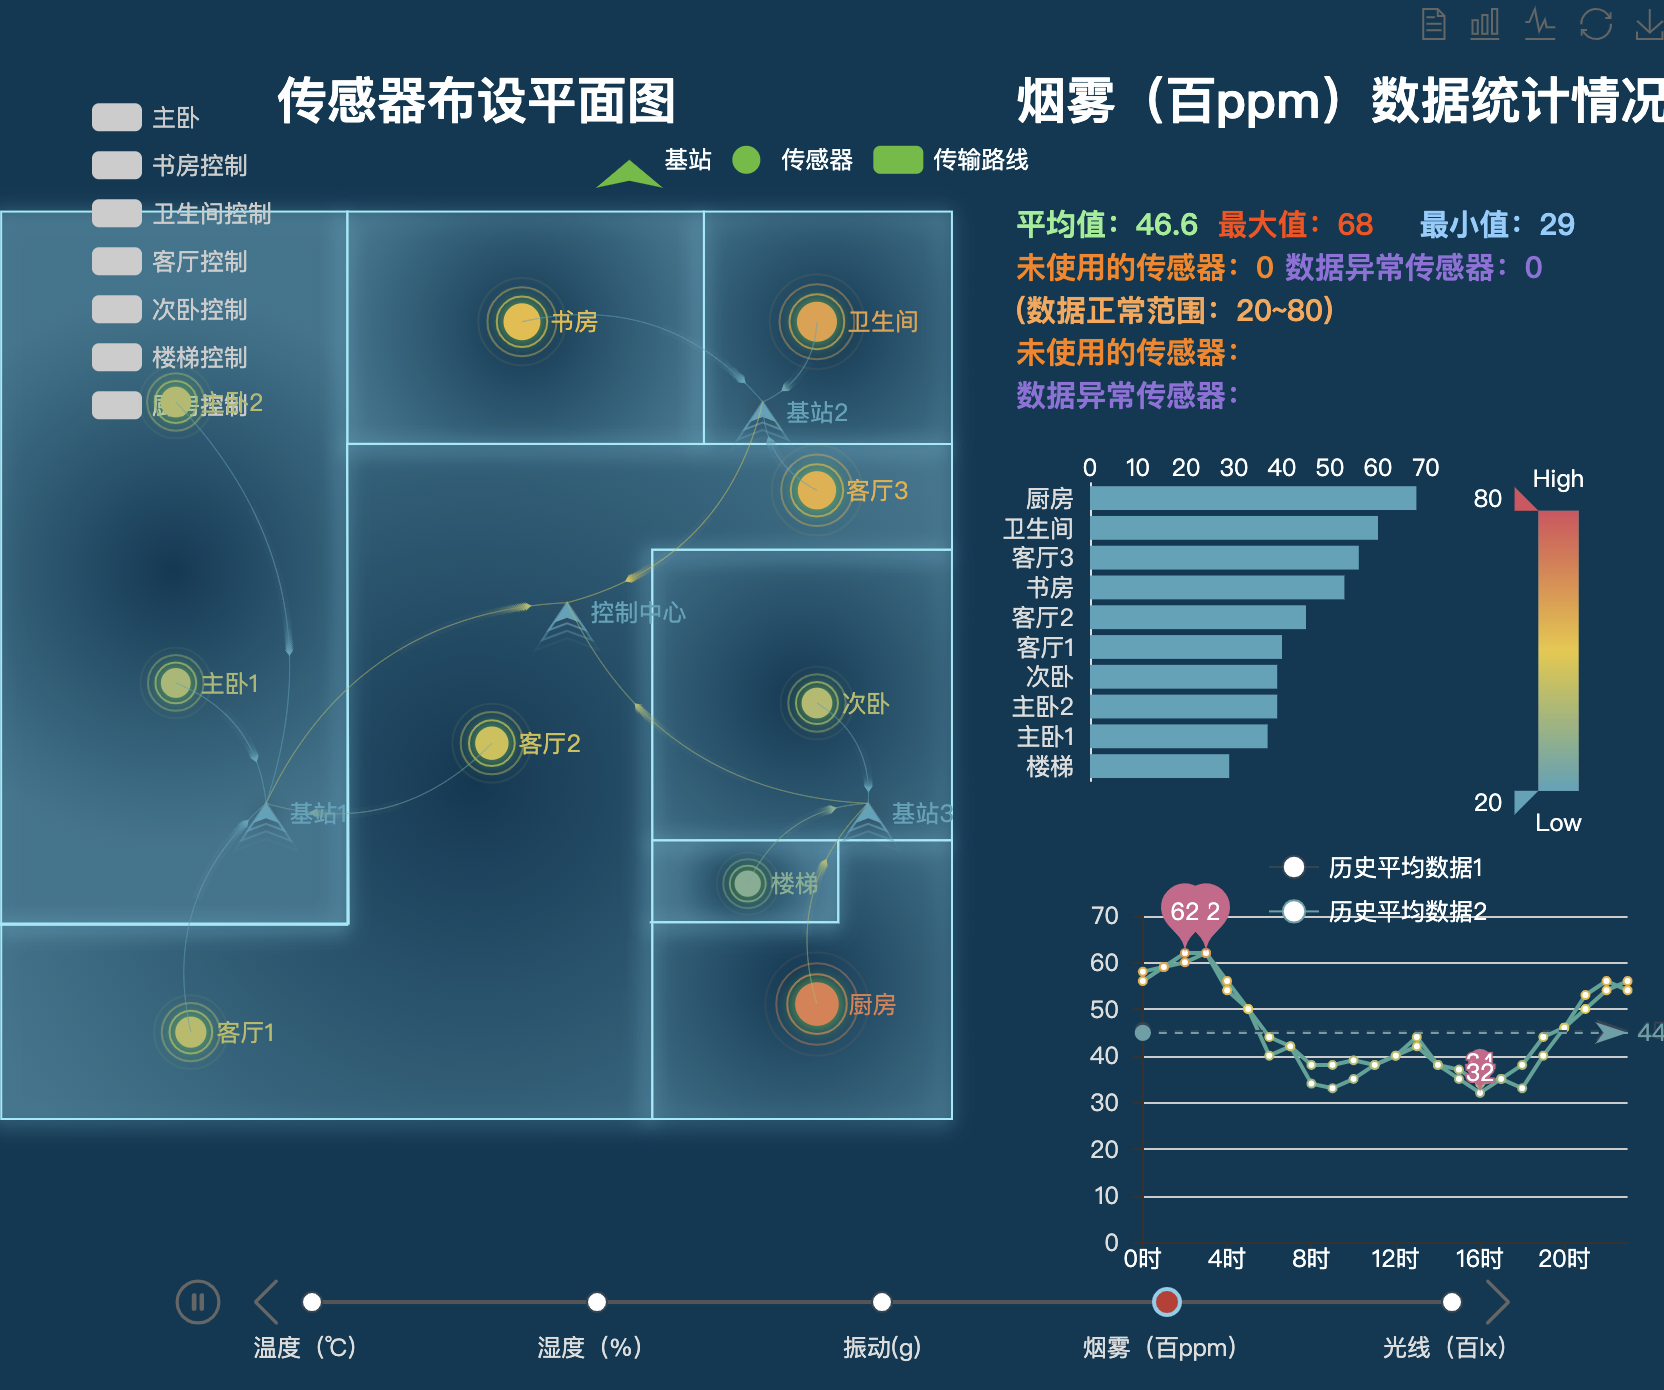 传感器布设平面图
烟雾（百ppm）数据统计情况
主卧
书房控制
卫生间控制
客厅控制
次卧控制
楼梯控制
厨房控制
基站 传感器 传输路线
平均值：46.6 最大值：68 最小值：29
未使用的传感器：0 数据异常传感器：0
(数据正常范围：20~80)
未使用的传感器：
数据异常传感器：
书房
卫生间
主卧2
基站2
客厅3
控制中心
主卧1
次卧
客厅2
基站1
基站3
楼梯
厨房
客厅1
0 10 20 30 40 50 60 70
厨房
卫生间
客厅3
书房
客厅2
客厅1
次卧
主卧2
主卧1
楼梯
High
80
20
Low
历史平均数据1
历史平均数据2
70
60
50
40
30
20
10
0
62 2
32
44
0时 4时 8时 12时 16时 20时
温度（℃） 湿度（%） 振动(g) 烟雾（百ppm） 光线（百lx）